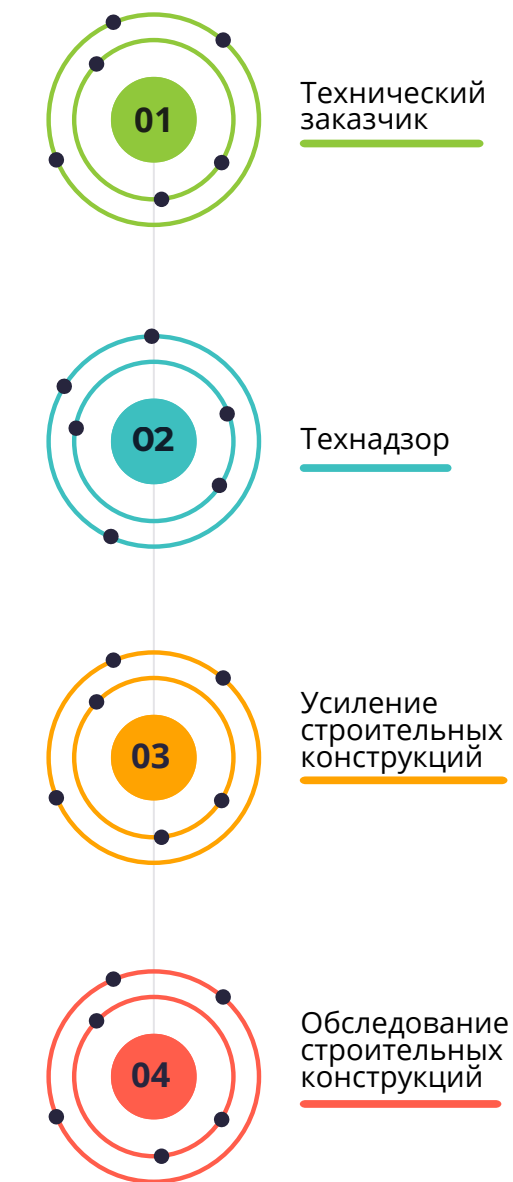 01
Технический
заказчик
02
Технадзор
03
Усиление
строительных
конструкций
04
Обследование
строительных
конструкций